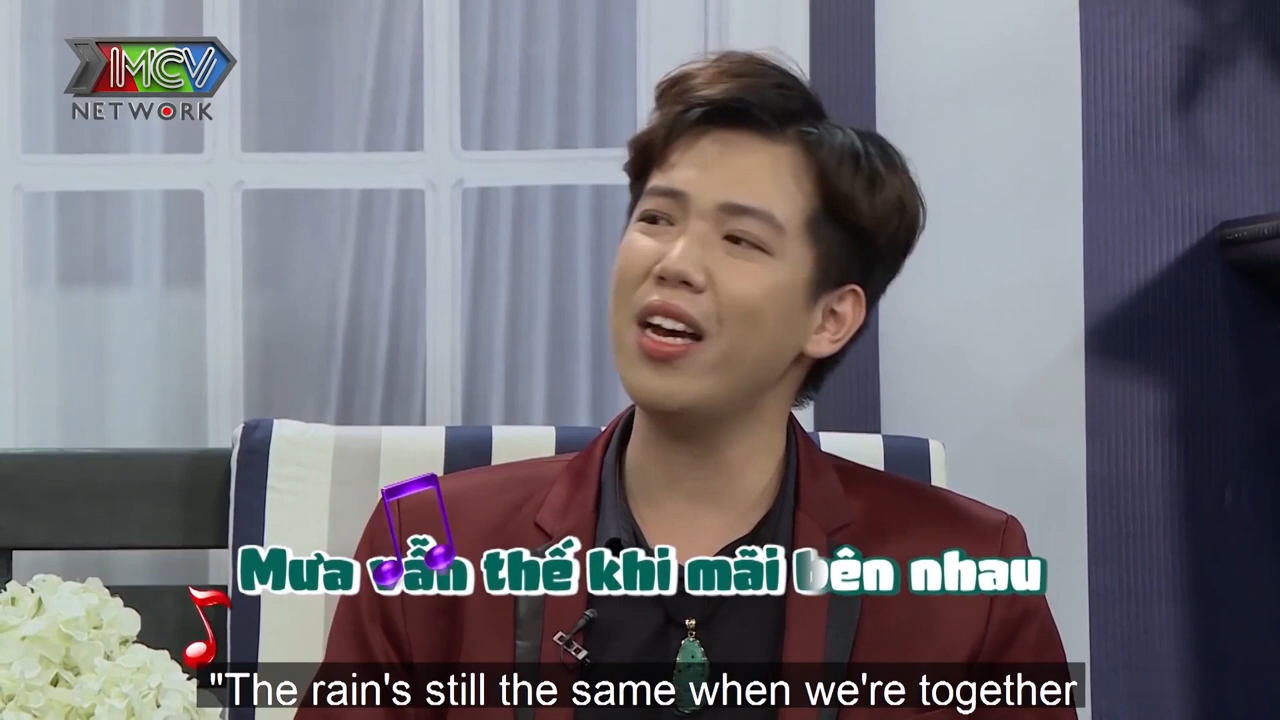 MCV
NETWORK
Mưa vẫn thế khi mãi bên nhau
"The rain's still the same when we're together